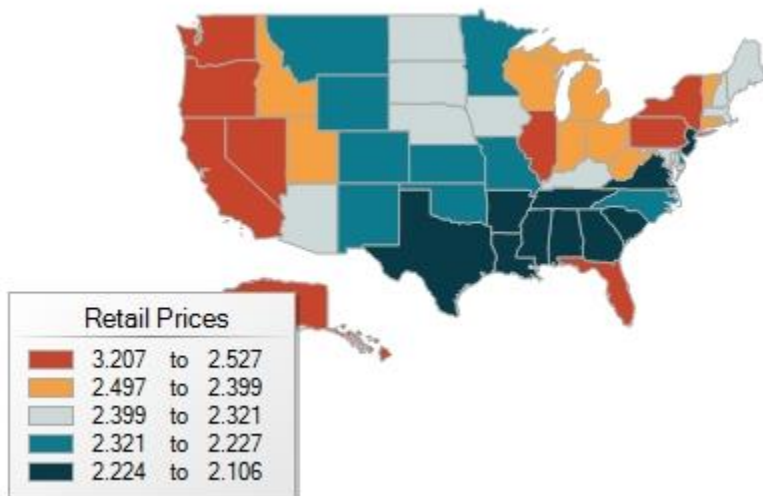 Retail Prices
3.207 to 2.527
2.497 to 2.399
2.399 to 2.321
2.321 to 2.227
2.224 to 2.106